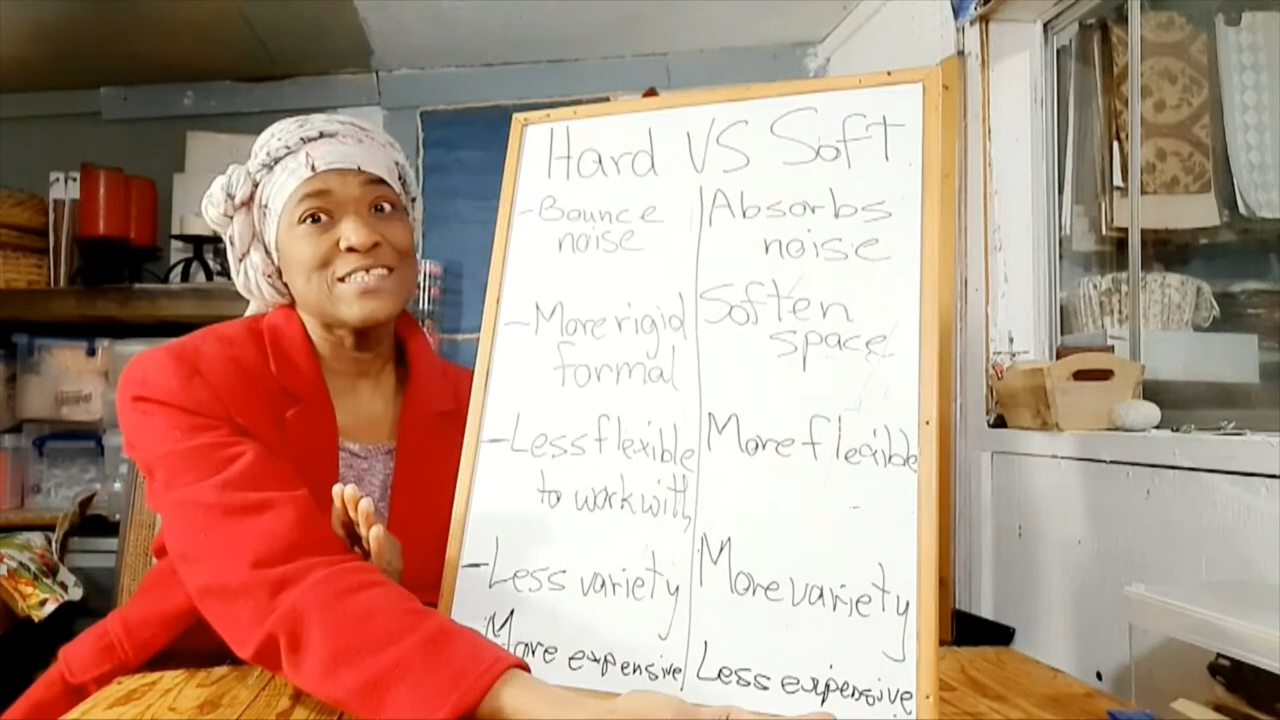 Hard VS Soft
-Bounce
noise
-More rigid
formal
-Less flexible
to work with
-Less variety
More expensive
Absorbs
noise
Soften
space
More flexible
More variety
Less expensive